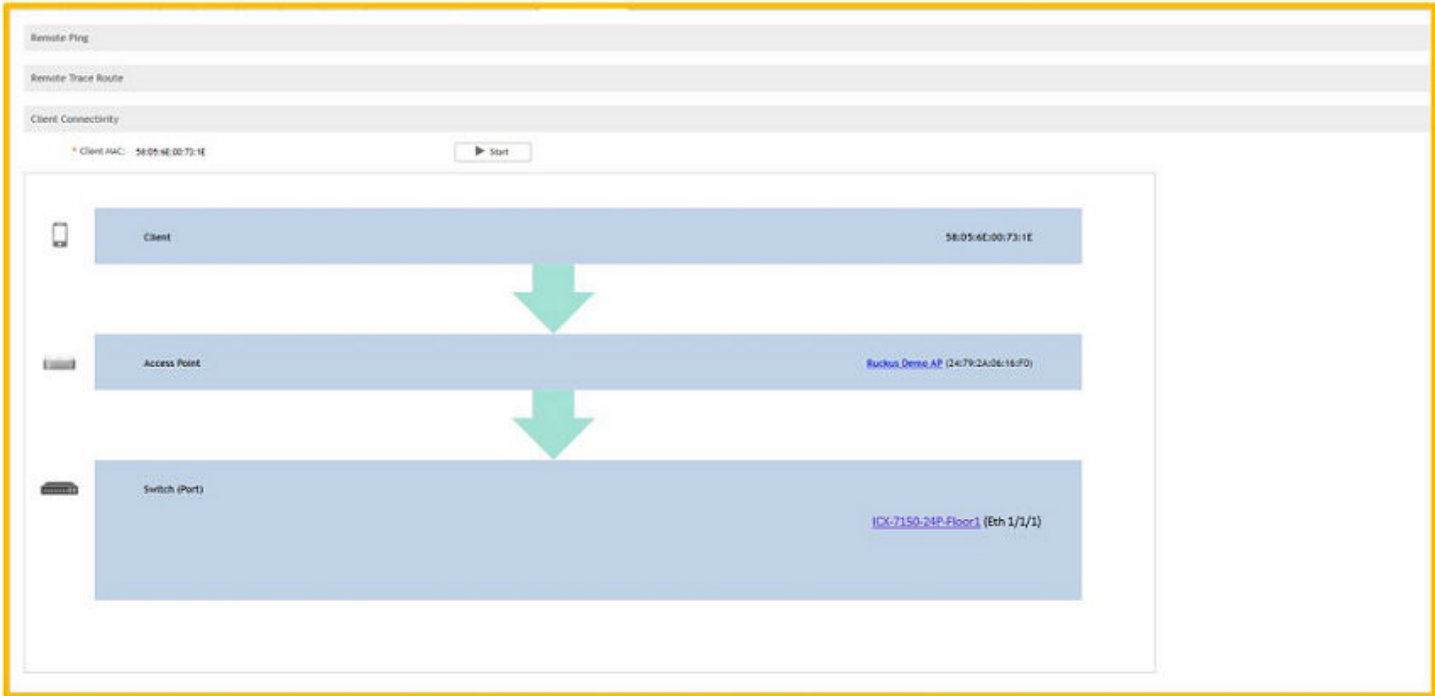 Remote Ping
Remote Trace Route
Client Connectivity
* Client MAC: 58:05:6E:00:73:1E Start
Client 58:05:6E:00:73:1E
Access Point Ruckus Demo AP (24:79:2A:06:16:F0)
Switch (Port)
ICX-7150-24P-Floor1 (Eth 1/1/1)